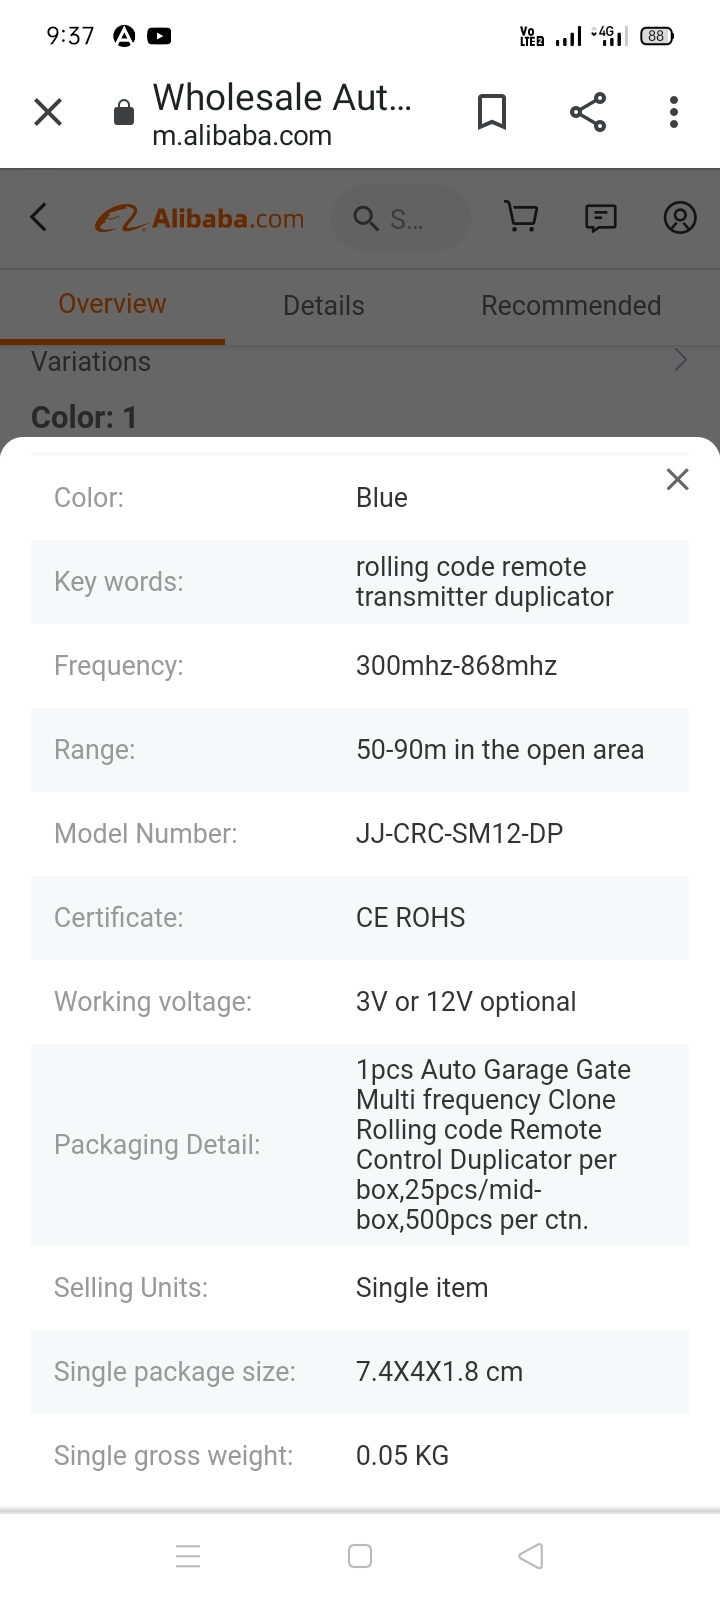 9:37
Vo LTE2
4G
88
Wholesale Aut...
m.alibaba.com
Alibaba.com
S...
Overview
Details
Recommended
Variations
Color: 1
Color:
Blue
Key words:
rolling code remote
transmitter duplicator
Frequency:
300mhz-868mhz
Range:
50-90m in the open area
Model Number:
JJ-CRC-SM12-DP
Certificate:
CE ROHS
Working voltage:
3V or 12V optional
Packaging Detail:
1pcs Auto Garage Gate
Multi frequency Clone
Rolling code Remote
Control Duplicator per
box,25pcs/mid-
box,500pcs per ctn.
Selling Units:
Single item
Single package size:
7.4X4X1.8 cm
Single gross weight:
0.05 KG